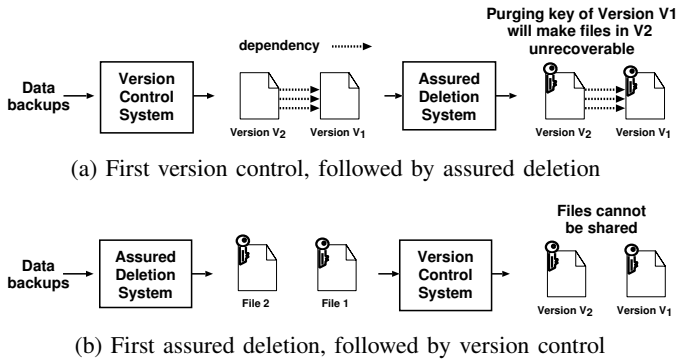 Purging key of Version V1
will make files in V2
unrecoverable
dependency
Data
backups
Version
Control
System
Version V2
Version V1
Assured
Deletion
System
Version V2
Version V1
(a) First version control, followed by assured deletion
Files cannot
be shared
Data
backups
Assured
Deletion
System
File 2
File 1
Version
Control
System
Version V2
Version V1
(b) First assured deletion, followed by version control